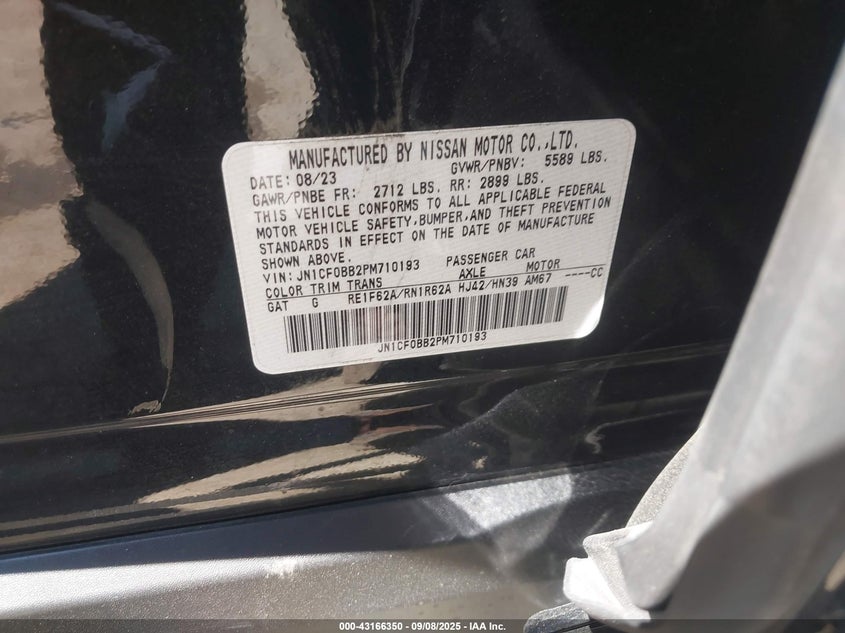 MANUFACTURED BY NISSAN MOTOR CO.,LTD.
DATE: 08/23 GVWR/PNBV: 5589 LBS.
GAWR/PNBE FR: 2712 LBS. RR: 2899 LBS.
THIS VEHICLE CONFORMS TO ALL APPLICABLE FEDERAL
MOTOR VEHICLE SAFETY,BUMPER,AND THEFT PREVENTION
STANDARDS IN EFFECT ON THE DATE OF MANUFACTURE
SHOWN ABOVE.
VIN: JN1CF0BB2PM710193 PASSENGER CAR
COLOR TRIM TRANS AXLE MOTOR
GAT G RE1F62A/RN1R62A HJ42/HN39 AM67 ----CC
JN1CF0BB2PM710193
000-43166350 - 09/08/2025 - IAA Inc.